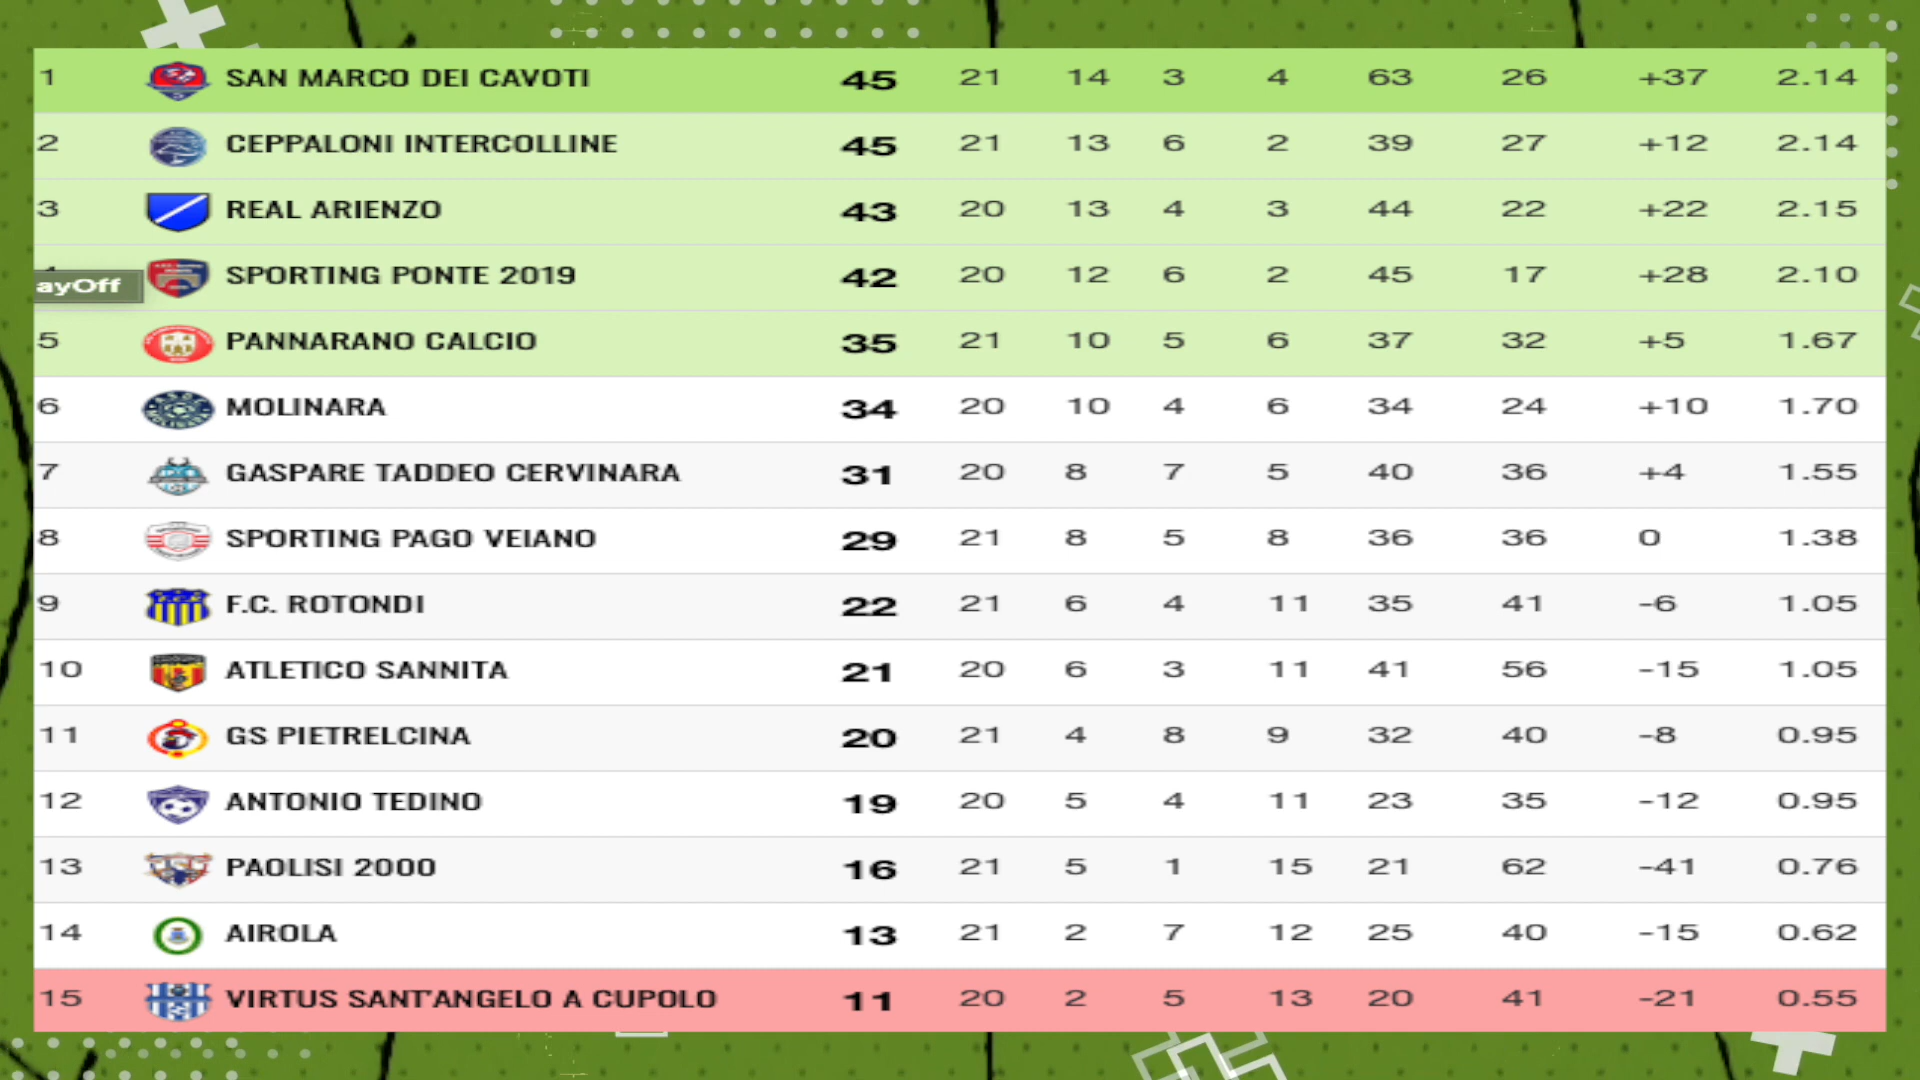 1 SAN MARCO DEI CAVOTI 45 21 14 3 4 63 26 +37 2.14
2 CEPPALONI INTERCOLLINE 45 21 13 6 2 39 27 +12 2.14
3 REAL ARIENZO 43 20 13 4 3 44 22 +22 2.15
SPORTING PONTE 2019 42 20 12 6 2 45 17 +28 2.10
ayOff
5 PANNARANO CALCIO 35 21 10 5 6 37 32 +5 1.67
6 MOLINARA 34 20 10 4 6 34 24 +10 1.70
7 GASPARE TADDEO CERVINARA 31 20 8 7 5 40 36 +4 1.55
8 SPORTING PAGO VEIANO 29 21 8 5 8 36 36 0 1.38
9 F.C. ROTONDI 22 21 6 4 11 35 41 -6 1.05
10 ATLETICO SANNITA 21 20 6 3 11 41 56 -15 1.05
11 GS PIETRELCINA 20 21 4 8 9 32 40 -8 0.95
12 ANTONIO TEDINO 19 20 5 4 11 23 35 -12 0.95
13 PAOLISI 2000 16 21 5 1 15 21 62 -41 0.76
14 AIROLA 13 21 2 7 12 25 40 -15 0.62
15 VIRTUS SANT'ANGELO A CUPOLO 11 20 2 5 13 20 41 -21 0.55